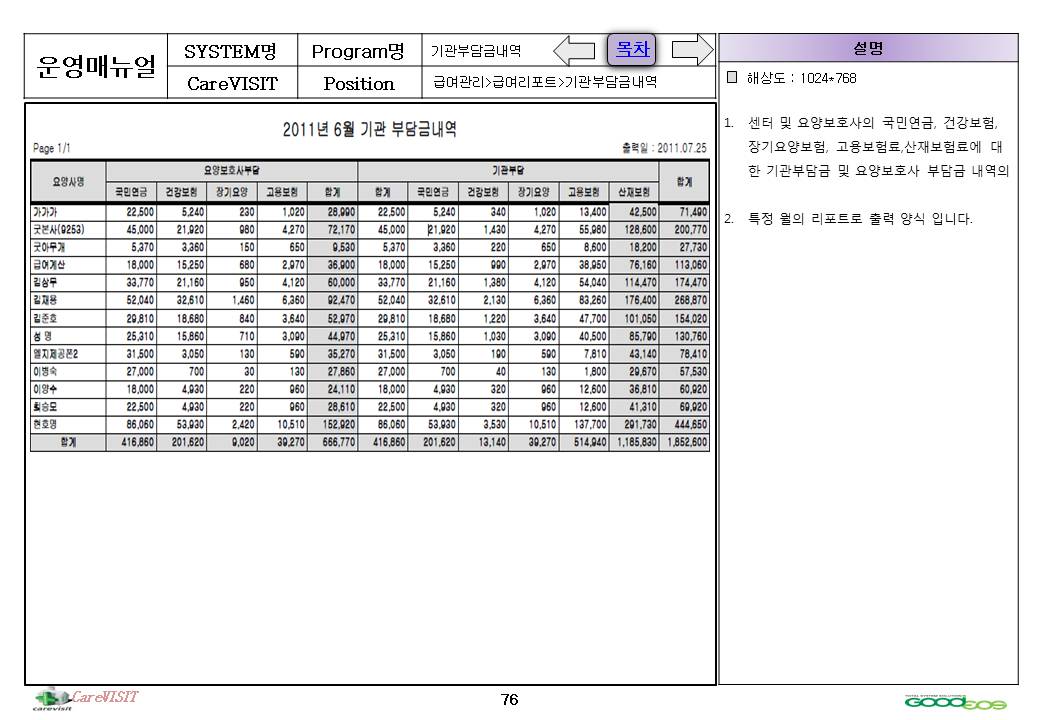 운영매뉴얼 SYSTEM명 Program명 기관부담금내역 목차
CareVISIT Position 급여관리>급여리포트>기관부담금내역
설명
2011년 6월 기관 부담금내역
Page 1/1 출력일 : 2011.07.25
요양사명 요양보호사부담 기관부담 합계
국민연금 건강보험 장기요양 고용보험 합계 합계 국민연금 건강보험 장기요양 고용보험 산재보험
가가가 22,500 5,240 230 1,020 28,990 22,500 5,240 340 1,020 13,400 42,500 71,490
굿본사(9253) 45,000 21,920 980 4,270 72,170 45,000 21,920 1,430 4,270 55,980 128,600 200,770
굿아무개 5,370 3,360 150 650 9,530 5,370 3,360 220 650 8,600 18,200 27,730
급여계산 18,000 15,250 680 2,970 36,900 18,000 15,250 990 2,970 38,950 76,160 113,060
김상무 33,770 21,160 950 4,120 60,000 33,770 21,160 1,380 4,120 54,040 114,470 174,470
김재용 52,040 32,610 1,460 6,360 92,470 52,040 32,610 2,130 6,360 83,260 176,400 268,870
김준호 29,810 18,680 840 3,640 52,970 29,810 18,680 1,220 3,640 47,700 101,050 154,020
성 명 25,310 15,860 710 3,090 44,970 25,310 15,860 1,030 3,090 40,500 85,790 130,760
엘지제공폰2 31,500 3,050 130 590 35,270 31,500 3,050 190 590 7,810 43,140 78,410
이병숙 27,000 700 30 130 27,860 27,000 700 40 130 1,800 29,670 57,530
이양수 18,000 4,930 220 960 24,110 18,000 4,930 320 960 12,600 36,810 60,920
최승모 22,500 4,930 220 960 28,610 22,500 4,930 320 960 12,600 41,310 69,920
현호명 86,060 53,930 2,420 10,510 152,920 86,060 53,930 3,530 10,510 137,700 291,730 444,650
합계 416,860 201,620 9,020 39,270 666,770 416,860 201,620 13,140 39,270 514,940 1,185,830 1,852,600
해상도 : 1024*768
1. 센터 및 요양보호사의 국민연금, 건강보험,
장기요양보험, 고용보험료,산재보험료에 대
한 기관부담금 및 요양보호사 부담금 내역의
2. 특정 월의 리포트로 출력 양식 입니다.
CareVISIT
carevisit
76
TOTAL SYSTEM SOLUTION
GOODEOS